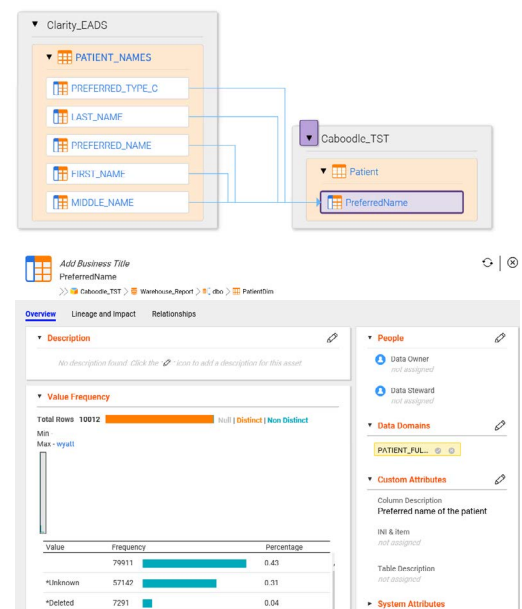 Clarity_EADS
PATIENT_NAMES
PREFERRED_TYPE_C
LAST_NAME
PREFERRED_NAME
FIRST_NAME
MIDDLE_NAME
Caboodle_TST
Patient
PreferredName
Add Business Title
PreferredName
Caboodle_TST > Warehouse_Report > dbo > PatientDim
Overview Lineage and Impact Relationships
Description
No description found. Click the ' ' icon to add a description for this asset
Value Frequency
Total Rows 10012 Null | Distinct | Non Distinct
Min -
Max - wyatt
Value Frequency Percentage
79911 0.43
*Unknown 57142 0.31
*Deleted 7291 0.04
People
Data Owner
not assigned
Data Steward
not assigned
Data Domains
PATIENT_FUL...
Custom Attributes
Column Description
Preferred name of the patient
INI & Item
not assigned
Table Description
not assigned
System Attributes